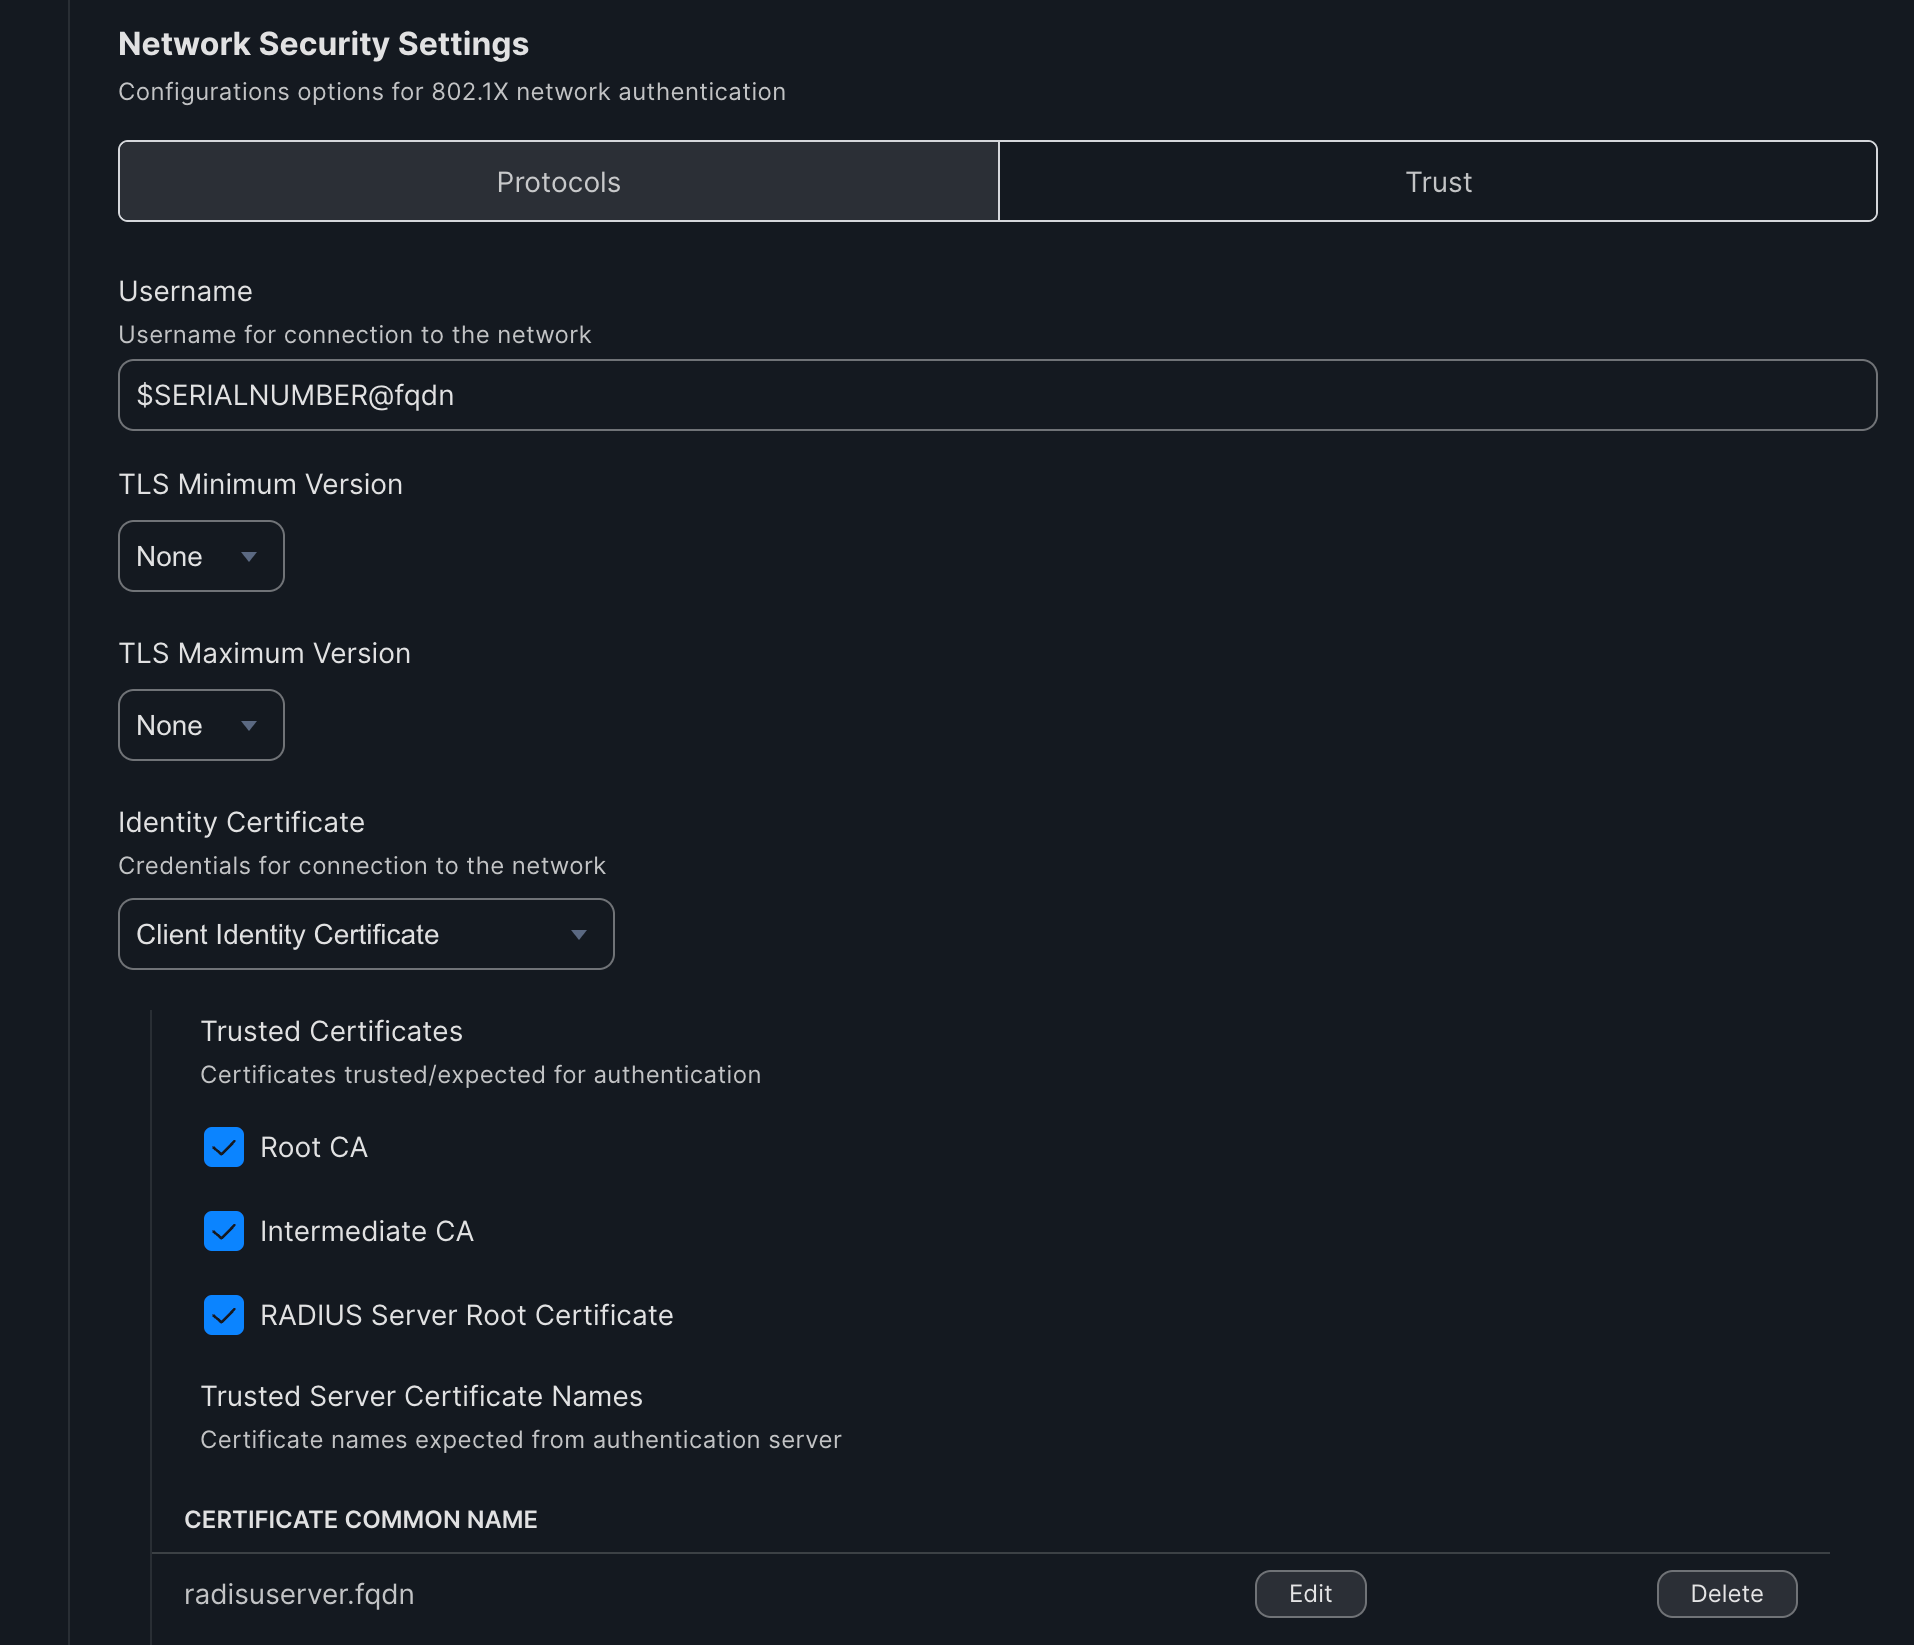 Network Security Settings
Configurations options for 802.1X network authentication
Protocols
Trust
Username
Username for connection to the network
$SERIALNUMBER@fqdn
TLS Minimum Version
None
TLS Maximum Version
None
Identity Certificate
Credentials for connection to the network
Client Identity Certificate
Trusted Certificates
Certificates trusted/expected for authentication
Root CA
Intermediate CA
RADIUS Server Root Certificate
Trusted Server Certificate Names
Certificate names expected from authentication server
CERTIFICATE COMMON NAME
radisuserver.fqdn
Edit
Delete